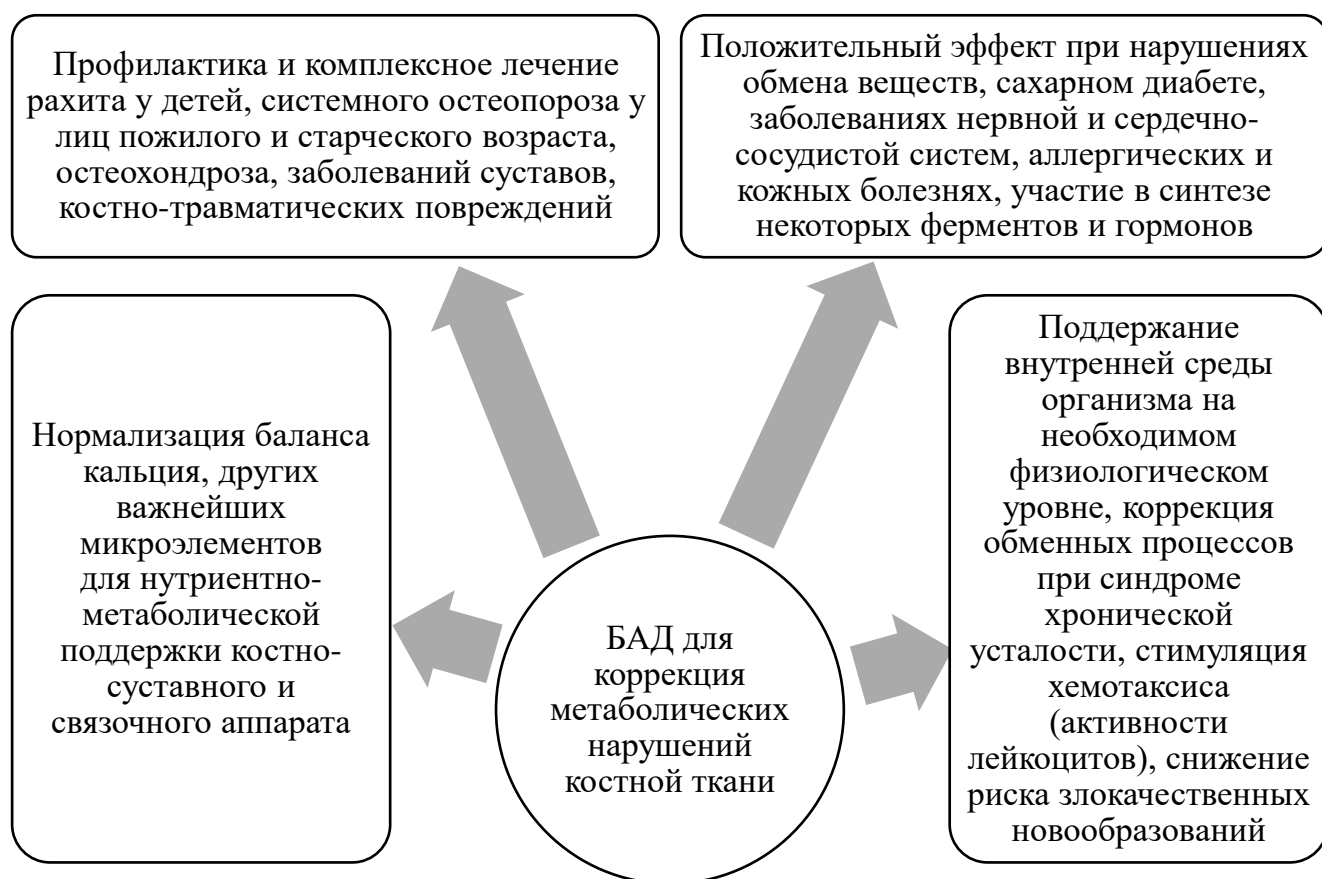 Профилактика и комплексное лечение
рахита у детей, системного остеопороза у
лиц пожилого и старческого возраста,
остеохондроза, заболеваний суставов,
костно-травматических повреждений
Положительный эффект при нарушениях
обмена веществ, сахарном диабете,
заболеваниях нервной и сердечно-
сосудистой систем, аллергических и
кожных болезнях, участие в синтезе
некоторых ферментов и гормонов
Нормализация баланса
кальция, других
важнейших
микроэлементов
для нутриентно-
метаболической
поддержки костно-
суставного и
связочного аппарата
БАД для
коррекция
метаболических
нарушений
костной ткани
Поддержание
внутренней среды
организма на
необходимом
физиологическом
уровне, коррекция
обменных процессов
при синдроме
хронической
усталости, стимуляция
хемотаксиса
(активности
лейкоцитов), снижение
риска злокачественных
новообразований